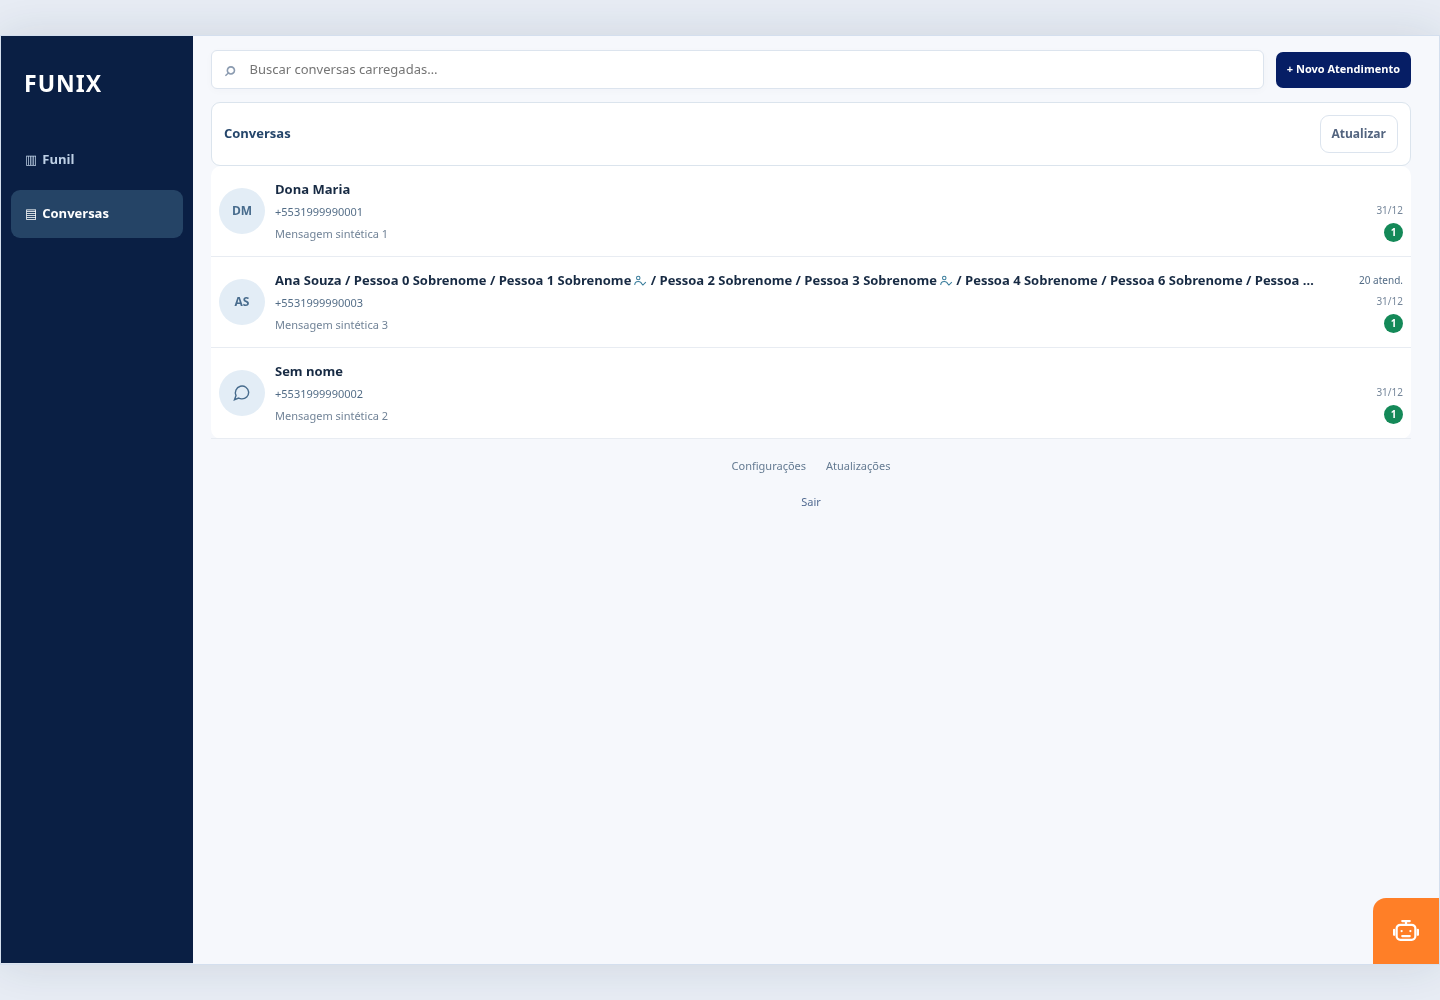 FUNIX
Funil
Conversas
Buscar conversas carregadas...
+ Novo Atendimento
Conversas
Atualizar
DM
Dona Maria
+5531999990001
Mensagem sintética 1
31/12
1
AS
Ana Souza / Pessoa 0 Sobrenome / Pessoa 1 Sobrenome / Pessoa 2 Sobrenome / Pessoa 3 Sobrenome / Pessoa 4 Sobrenome / Pessoa 6 Sobrenome / Pessoa ...
20 atend.
+5531999990003
31/12
Mensagem sintética 3
1
Sem nome
+5531999990002
31/12
Mensagem sintética 2
1
Configurações Atualizações
Sair